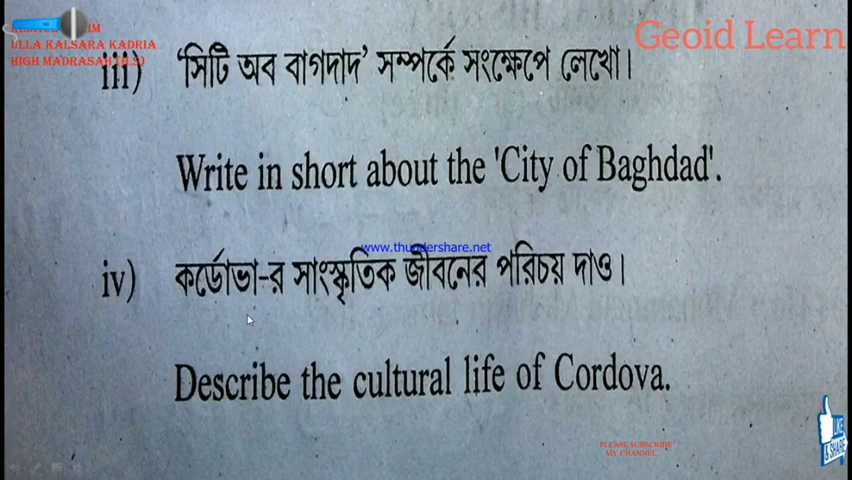 Geoid Learn
ULLA KALSARA KADRIA
HIGH MADRASAH (H.S)
iii) ‘সিটি অব বাগদাদ’ সম্পর্কে সংক্ষেপে লেখো।
Write in short about the 'City of Baghdad'.
www.thundershare.net
iv) কর্ডোভা-র সাংস্কৃতিক জীবনের পরিচয় দাও।
Describe the cultural life of Cordova.
PLEASE SUBSCRIBE
MY CHANNEL
LIKE
& SHARE